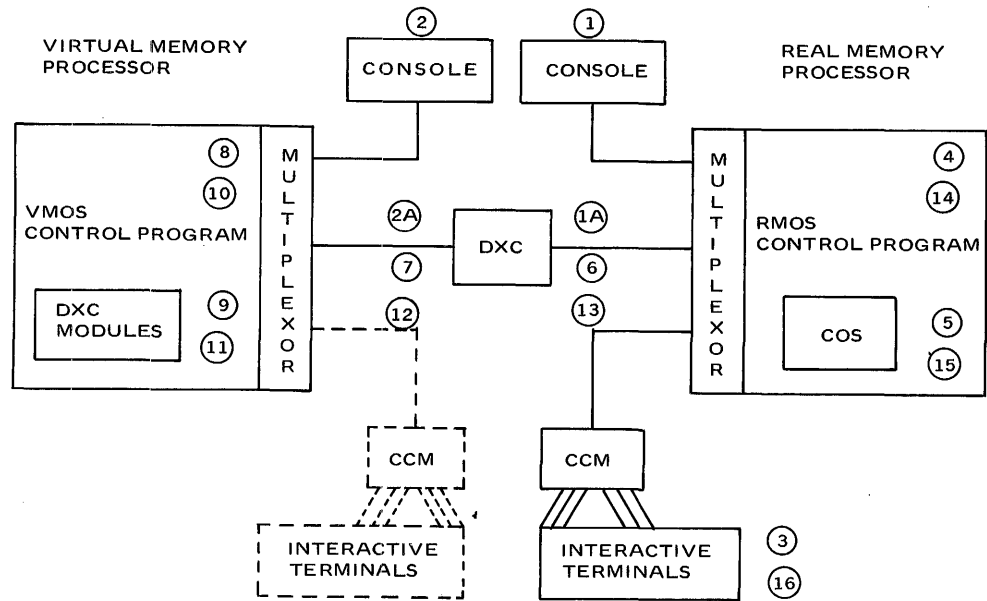 2
1
VIRTUAL MEMORY
PROCESSOR
CONSOLE
CONSOLE
REAL MEMORY
PROCESSOR
8
10
VMOS
CONTROL PROGRAM
DXC
MODULES
9
11
MULTIPLEXOR
2A
7
12
DXC
1A
6
13
MULTIPLEXOR
4
14
RMOS
CONTROL PROGRAM
COS
5
15
CCM
CCM
INTERACTIVE
TERMINALS
INTERACTIVE
TERMINALS
3
16